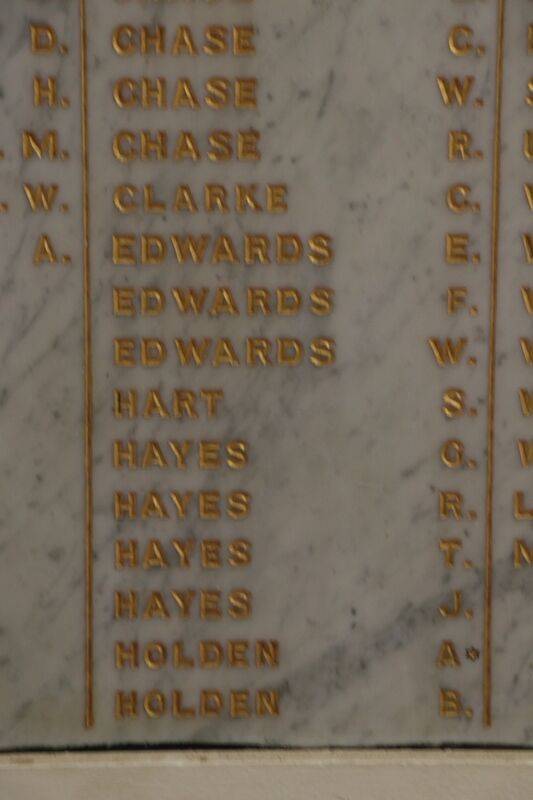 D. CHASE C.
H. CHASE W.
M. CHASE R.
W. CLARKE C.
A. EDWARDS E.
EDWARDS F.
EDWARDS W.
HART S.
HAYES G.
HAYES R. L
HAYES T.
HAYES J.
HOLDEN A*
HOLDEN B.